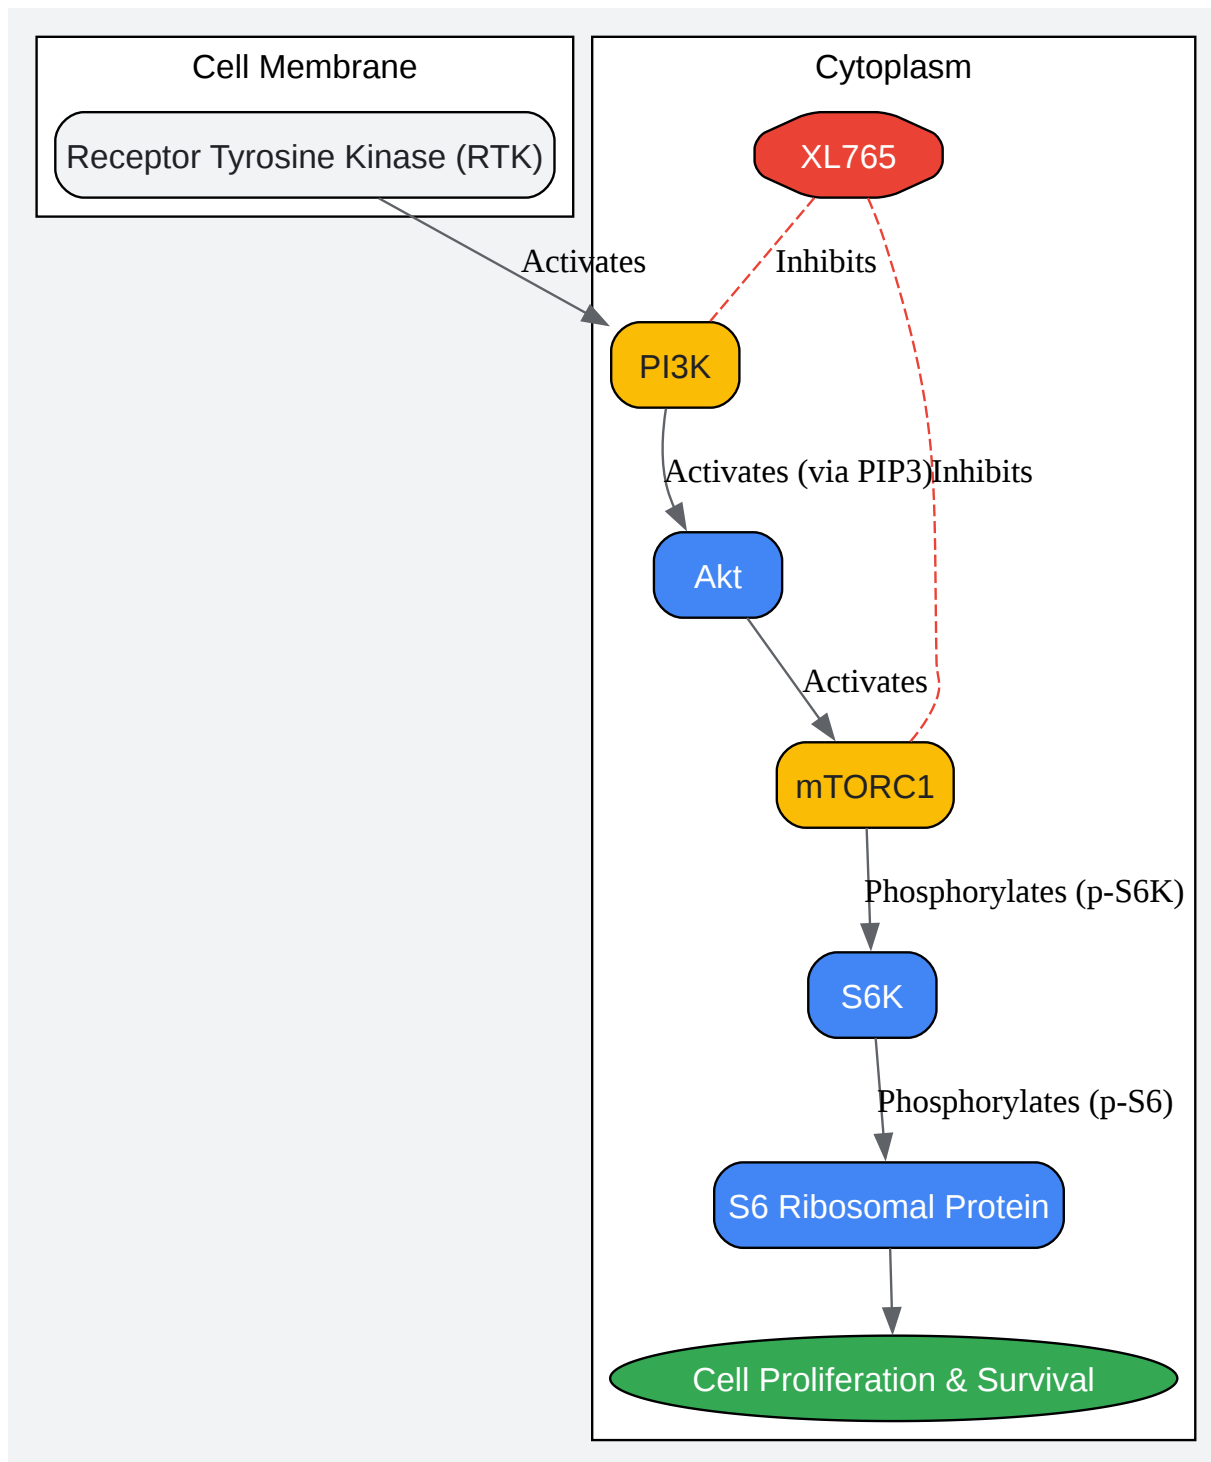 Cell Membrane
Cytoplasm
Receptor Tyrosine Kinase (RTK)
XL765
Activates
Inhibits
PI3K
Activates (via PIP3)
Inhibits
Akt
Activates
mTORC1
Phosphorylates (p-S6K)
S6K
Phosphorylates (p-S6)
S6 Ribosomal Protein
Cell Proliferation & Survival